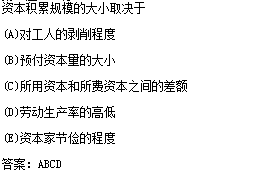 资本积累规模的大小取决于
(A)对工人的剥削程度
(B)预付资本量的大小
(C)所用资本和所费资本之间的差额
(D)劳动生产率的高低
(E)资本家节俭的程度
答案：ABCD